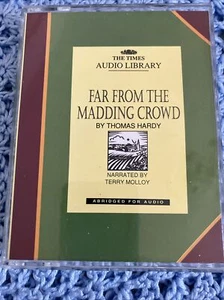 THE TIMES
AUDIO LIBRARY
FAR FROM THE
MADDING CROWD
BY THOMAS HARDY
NARRATED BY
TERRY MOLLOY
ABRIDGED FOR AUDIO